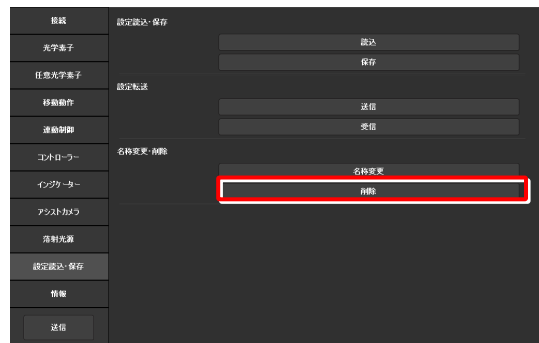 接続
光学素子
任意光学素子
移動動作
連動制御
コントローラー
インジケーター
アシストカメラ
落射光源
設定読込・保存
情報
送信
設定読込・保存
読込
保存
設定転送
送信
受信
名称変更・削除
名称変更
削除